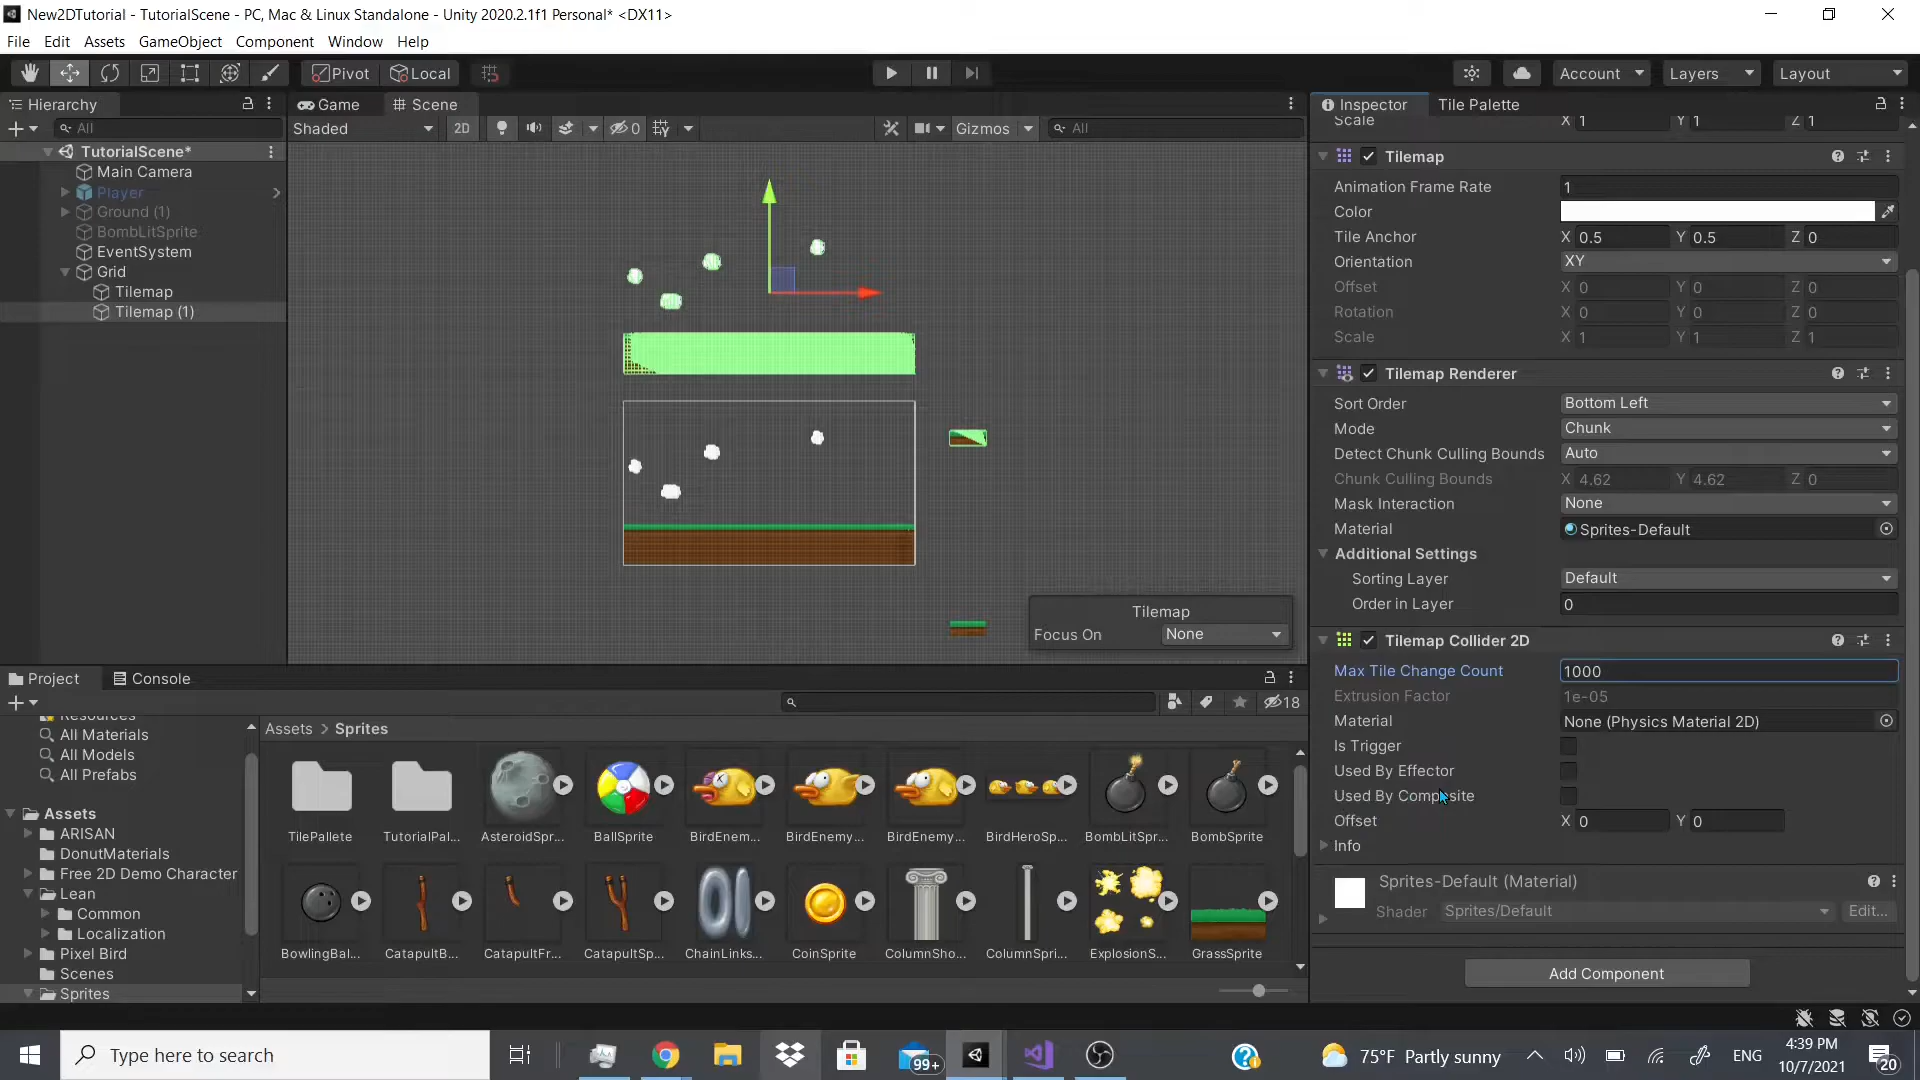 New2DTutorial - TutorialScene - PC, Mac & Linux Standalone - Unity 2020.2.1f1 Personal* <DX11>
File Edit Assets GameObject Component Window Help
Pivot Local
Account Layers Layout
Hierarchy
All
TutorialScene*
Main Camera
Player
Ground (1)
BombLitSprite
EventSystem
Grid
Tilemap
Tilemap (1)
Game Scene
Shaded 2D 0 Gizmos All
Tilemap
Focus On None
Inspector Tile Palette
Scale X 1 Y 1 Z 1
Tilemap
Animation Frame Rate 1
Color
Tile Anchor X 0.5 Y 0.5 Z 0
Orientation XY
Offset X 0 Y 0 Z 0
Rotation X 0 Y 0 Z 0
Scale X 1 Y 1 Z 1
Tilemap Renderer
Sort Order Bottom Left
Mode Chunk
Detect Chunk Culling Bounds Auto
Chunk Culling Bounds X 4.62 Y 4.62 Z 0
Mask Interaction None
Material Sprites-Default
Additional Settings
Sorting Layer Default
Order in Layer 0
Tilemap Collider 2D
Max Tile Change Count 1000
Extrusion Factor 1e-05
Material None (Physics Material 2D)
Is Trigger
Used By Effector
Used By Composite
Offset X 0 Y 0
Info
Sprites-Default (Material)
Shader Sprites/Default Edit...
Add Component
Project Console
18
Resources
All Materials
All Models
All Prefabs
Assets
ARISAN
DonutMaterials
Free 2D Demo Character
Lean
Common
Localization
Pixel Bird
Scenes
Sprites
Assets > Sprites
TilePallete TutorialPal... AsteroidSpr... BallSprite BirdEnem... BirdEnemy... BirdEnemy... BirdHeroSp... BombLitSpr... BombSprite
BowlingBal... CatapultB... CatapultFr... CatapultSp... ChainLinks... CoinSprite ColumnSho... ColumnSpri... ExplosionS... GrassSprite
Type here to search
99+
75°F Partly sunny
ENG
4:39 PM
10/7/2021
20